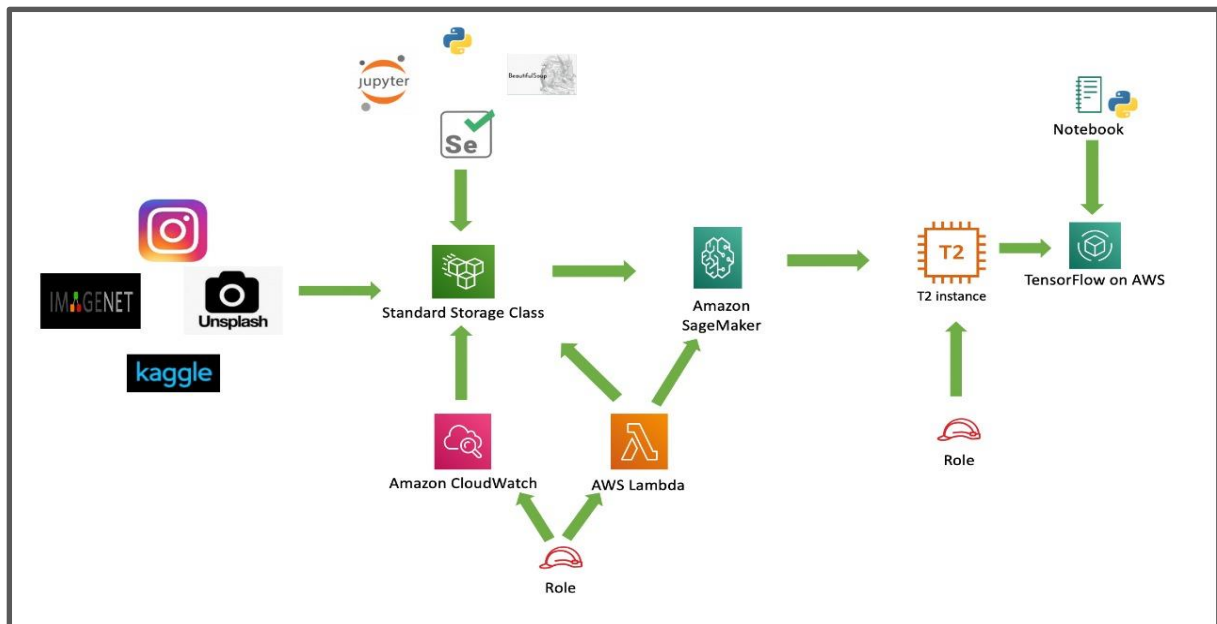 jupyter
BeautifulSoup
Se
Notebook
IMAGENET
Unsplash
kaggle
Standard Storage Class
Amazon
SageMaker
T2
T2 instance
TensorFlow on AWS
Amazon CloudWatch
AWS Lambda
Role
Role